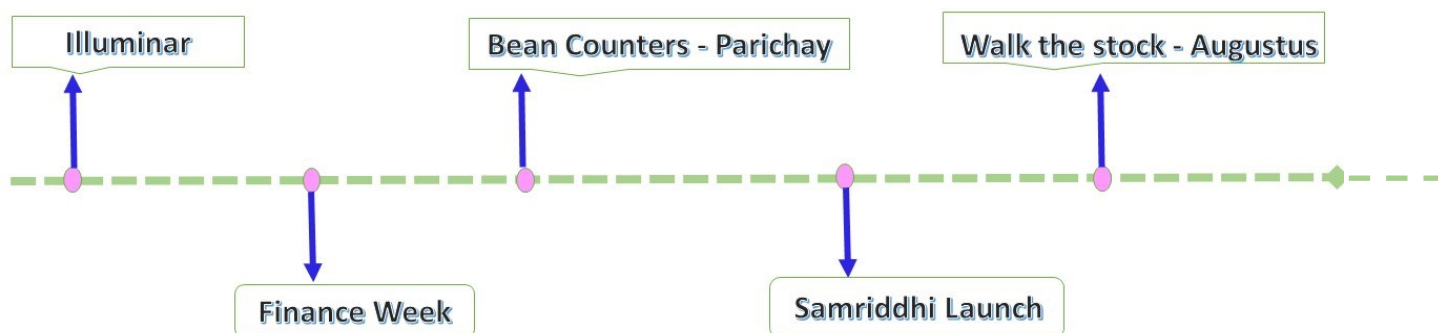 Illuminar
Bean Counters - Parichay
Walk the stock - Augustus
Finance Week
Samriddhi Launch